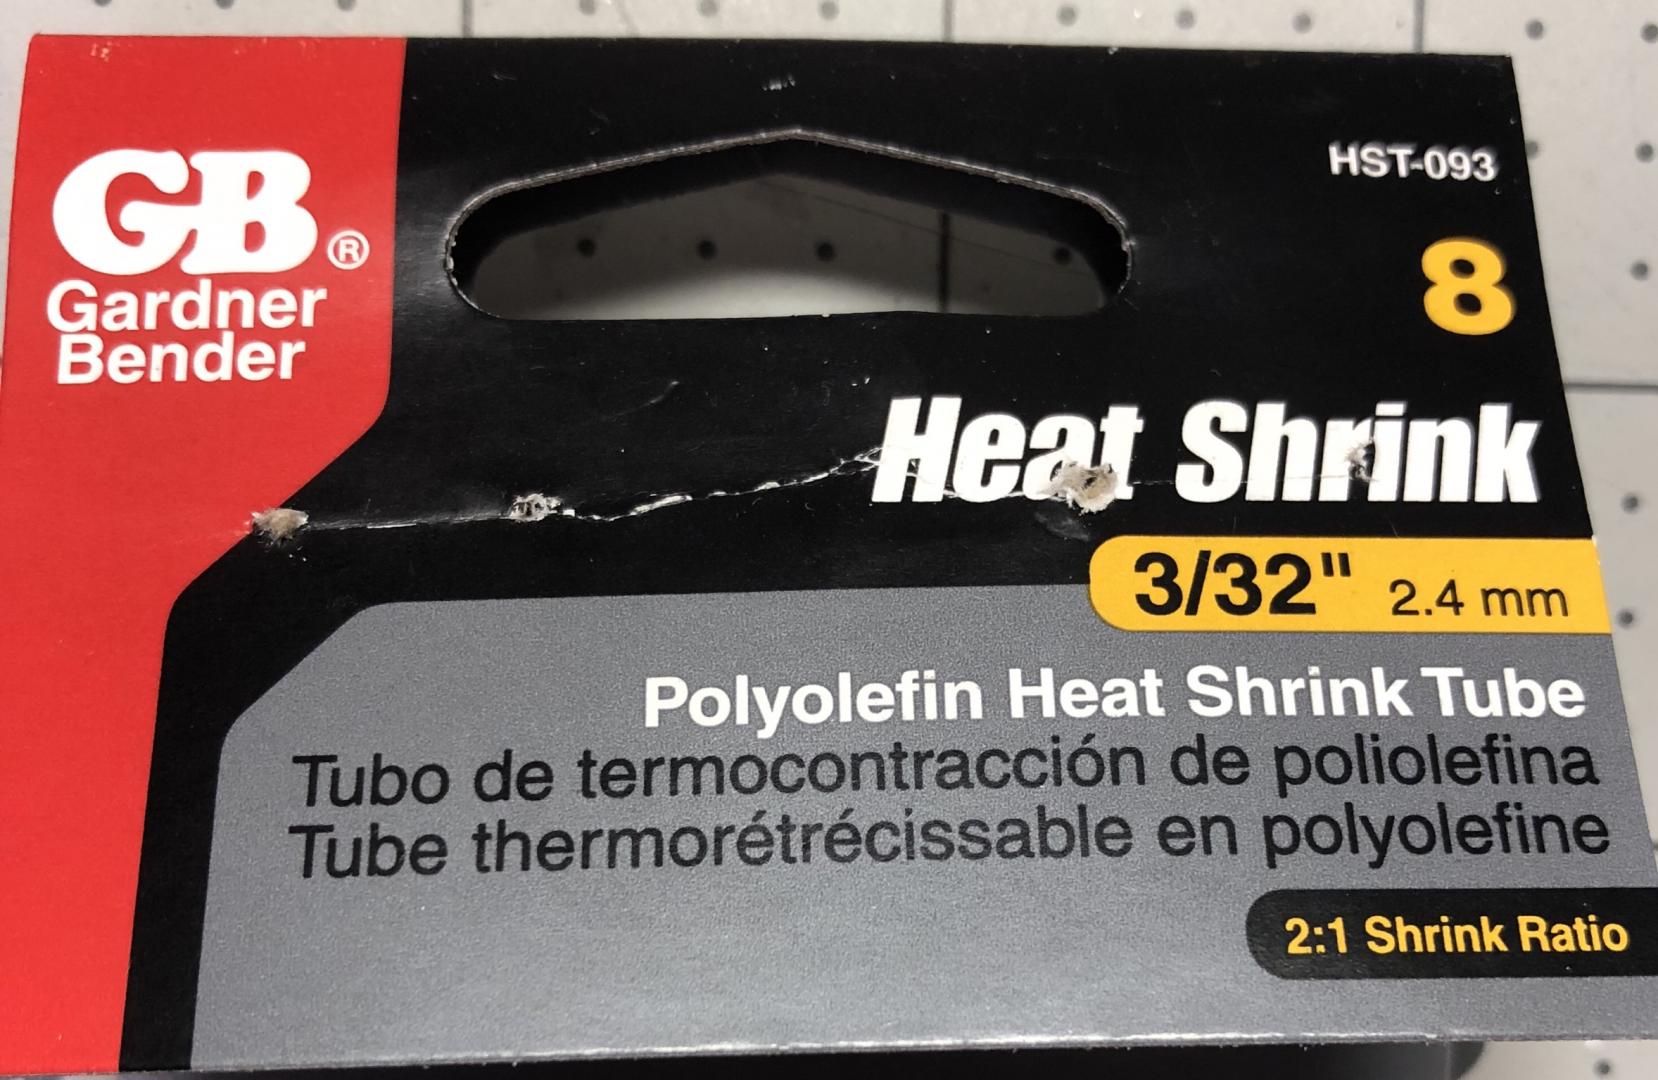 GB®
Gardner
Bender
HST-093
8
Heat Shrink
3/32" 2.4 mm
Polyolefin Heat Shrink Tube
Tubo de termocontracción de poliolefina
Tube thermorétrécissable en polyolefine
2:1 Shrink Ratio